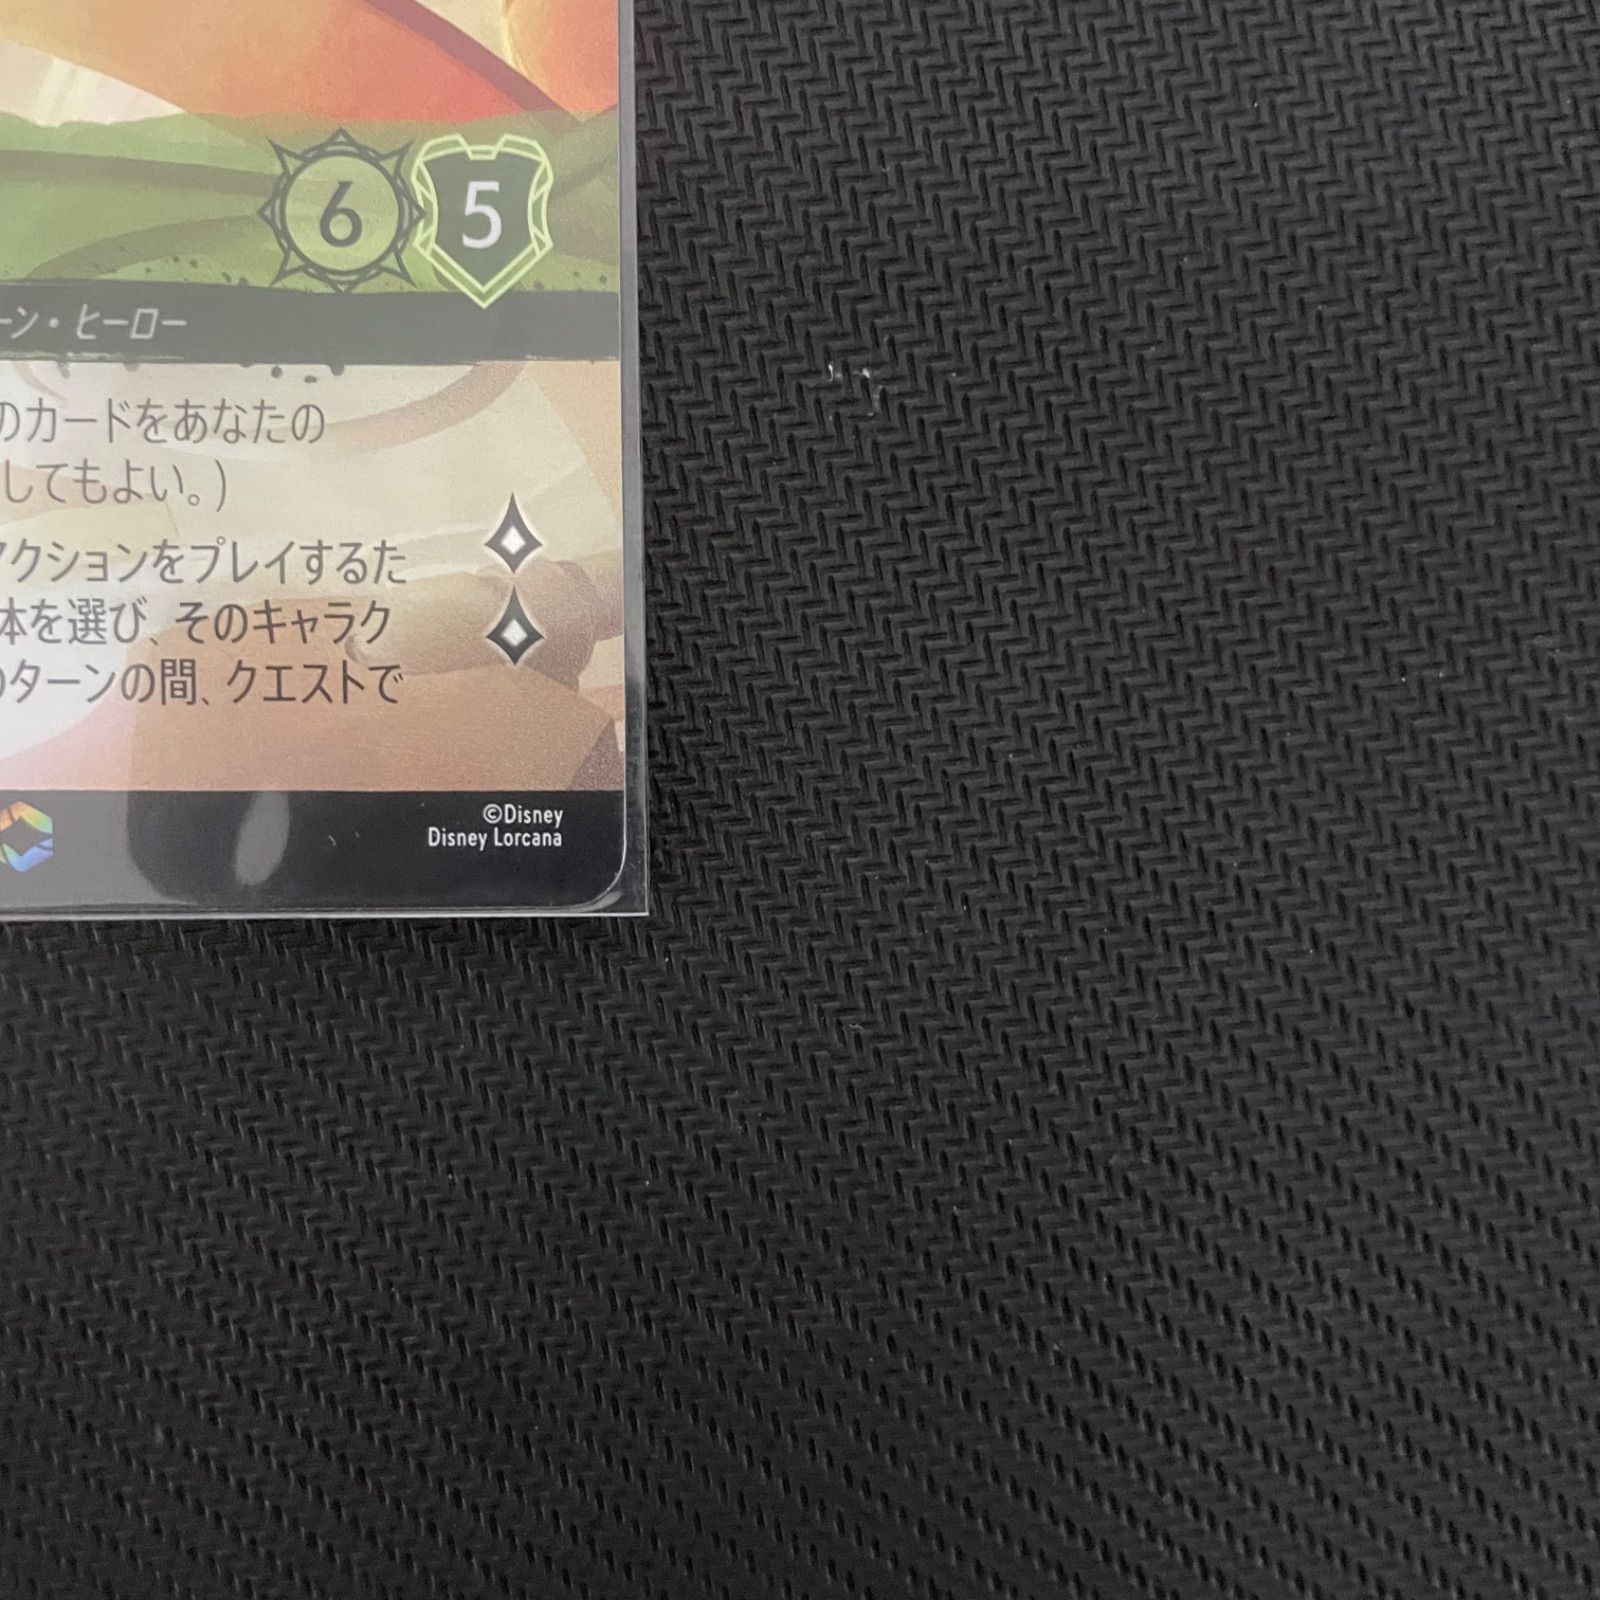 6 5
ーン・ヒーロー
のカードをあなたの
してもよい。)
アクションをプレイするた
体を選び、そのキャラク
のターンの間、クエストで
©Disney
Disney Lorcana